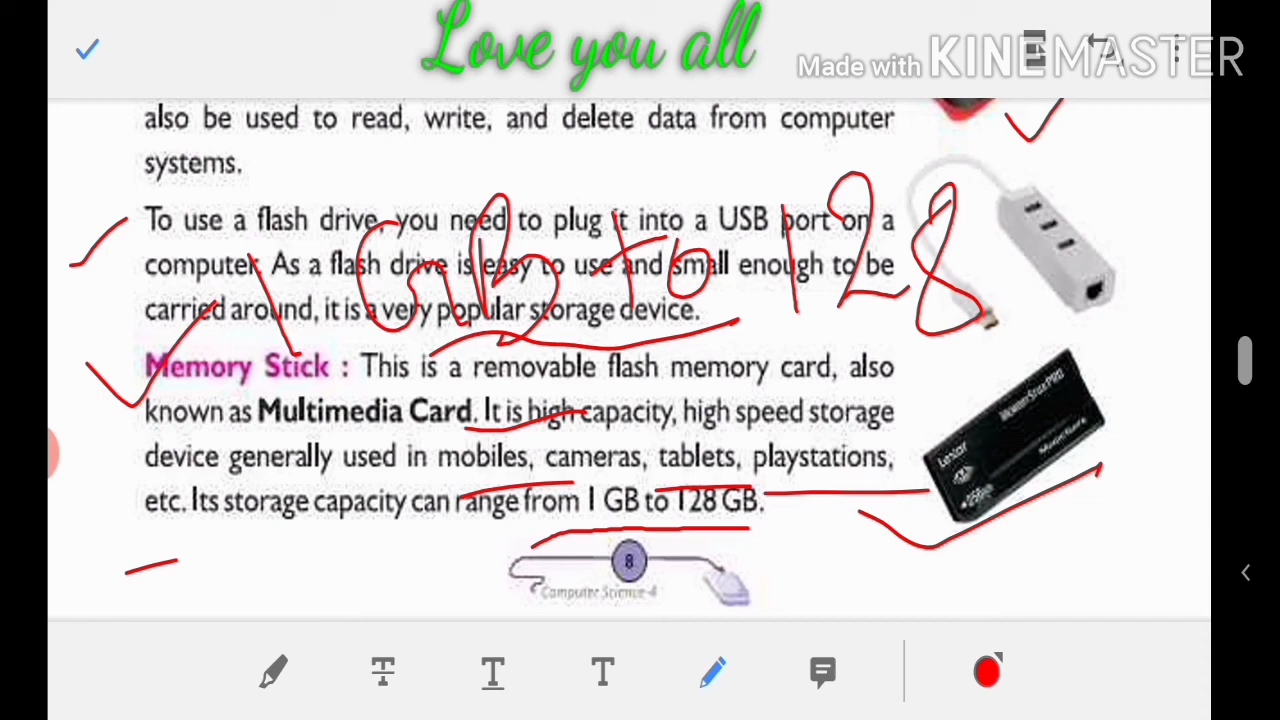 Love you all
Made with KINEMASTER
also be used to read, write, and delete data from computer
systems.
To use a flash drive, you need to plug it into a USB port on a
computer. As a flash drive is easy to use and small enough to be
carried around, it is a very popular storage device.
1 GB to 128
Memory Stick : This is a removable flash memory card, also
known as Multimedia Card. It is high capacity, high speed storage
device generally used in mobiles, cameras, tablets, playstations,
etc. Its storage capacity can range from 1 GB to 128 GB.
Lexar
8
Computer Science-4